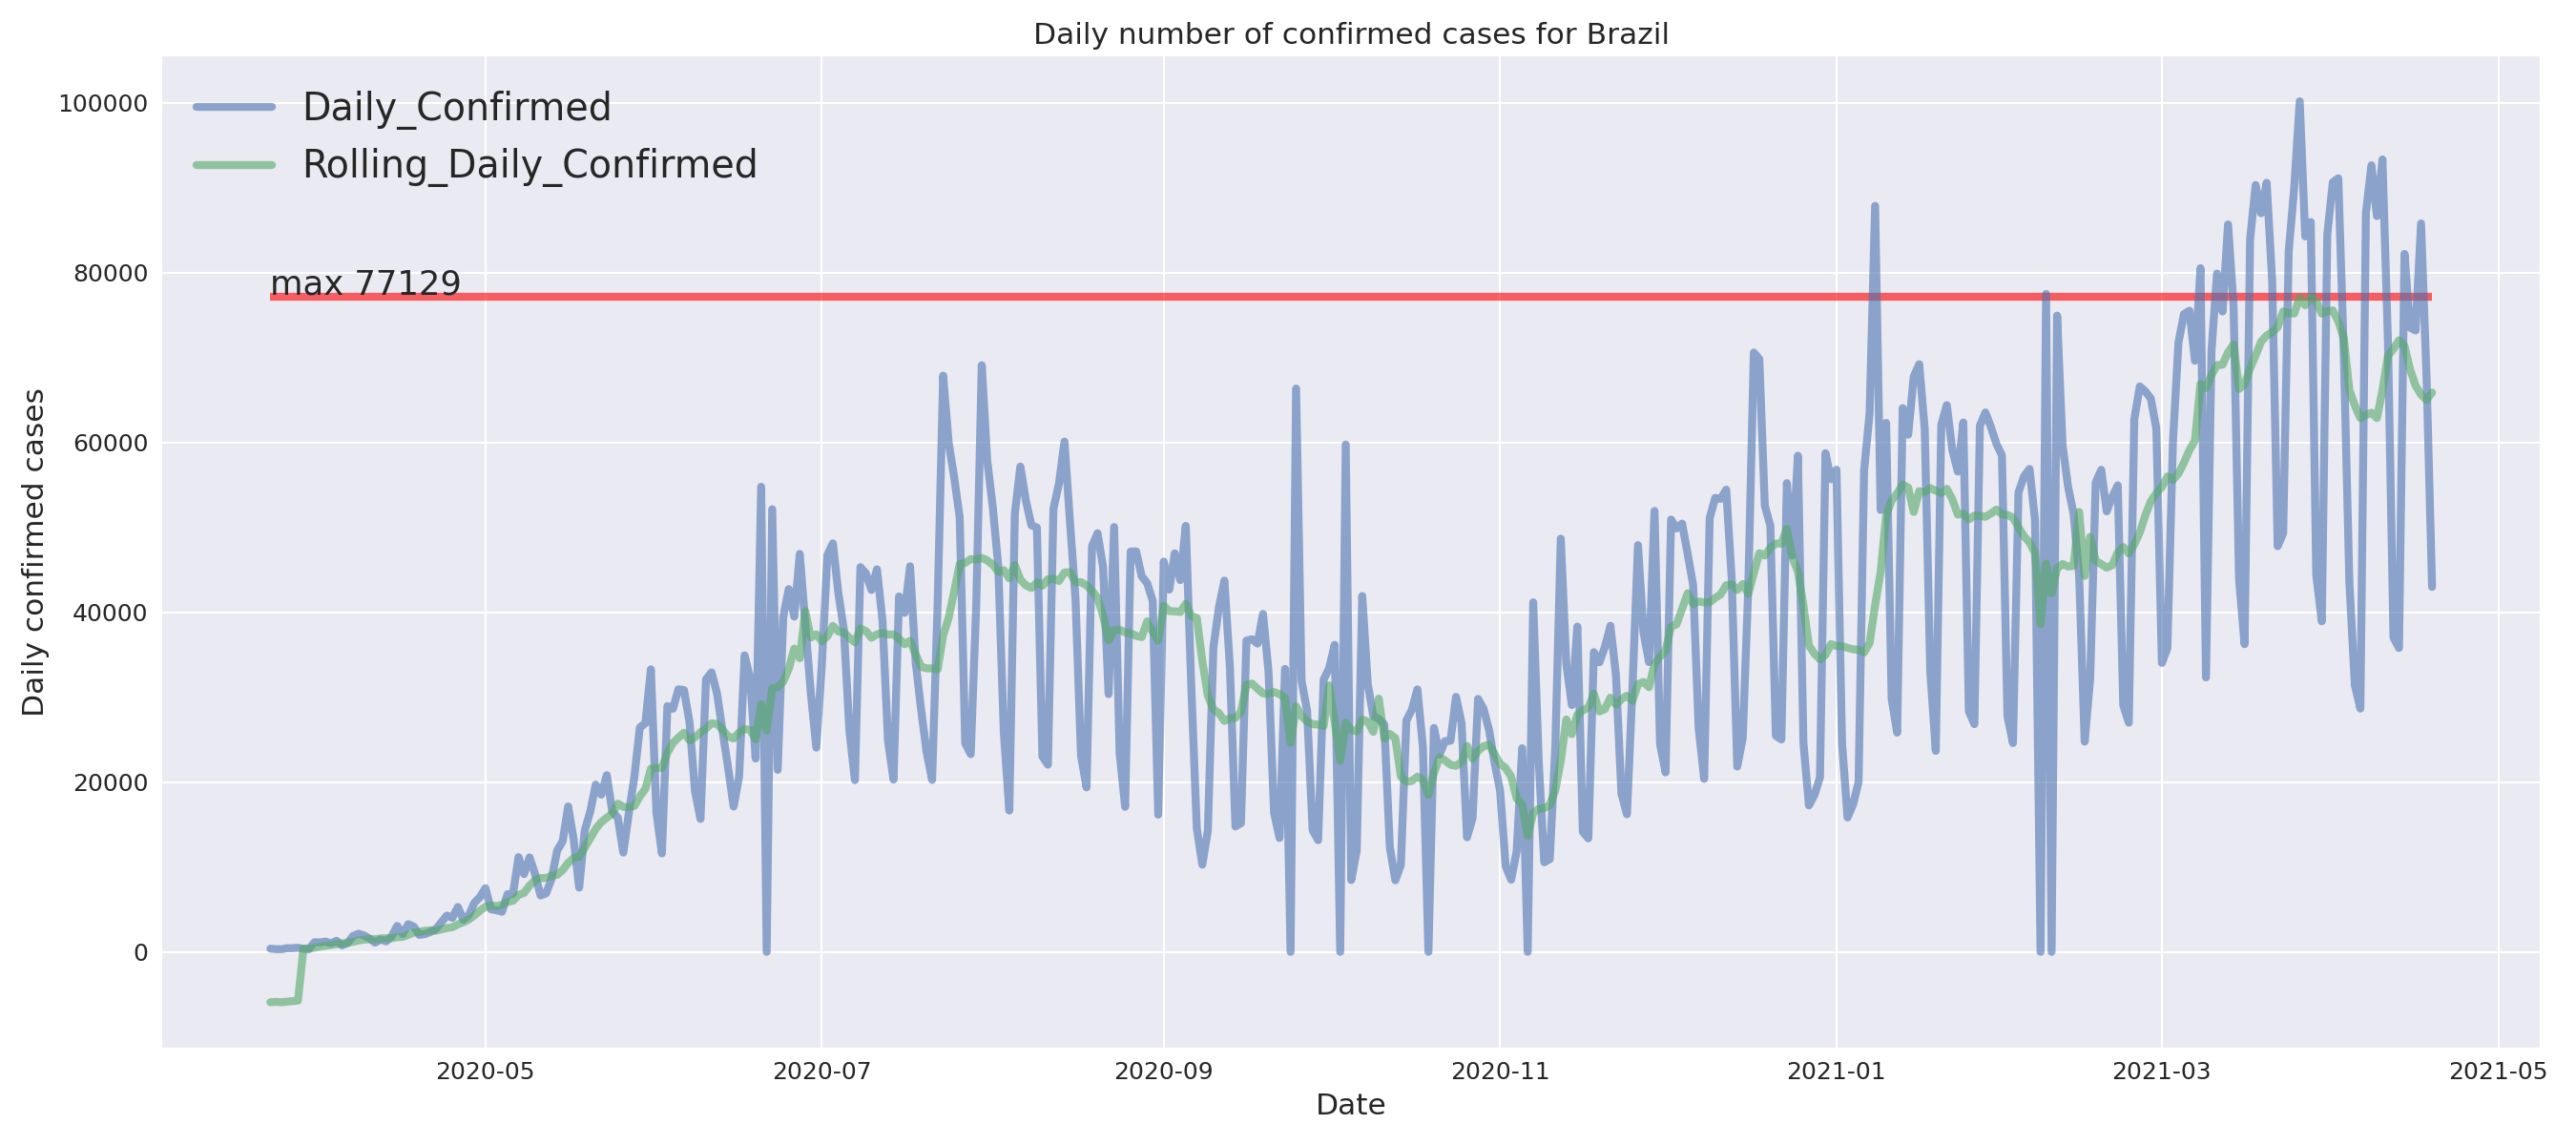 Daily number of confirmed cases for Brazil
Daily_Confirmed
Rolling_Daily_Confirmed
max 77129
100000
80000
60000
40000
20000
0
Daily confirmed cases
2020-05
2020-07
2020-09
2020-11
2021-01
2021-03
2021-05
Date